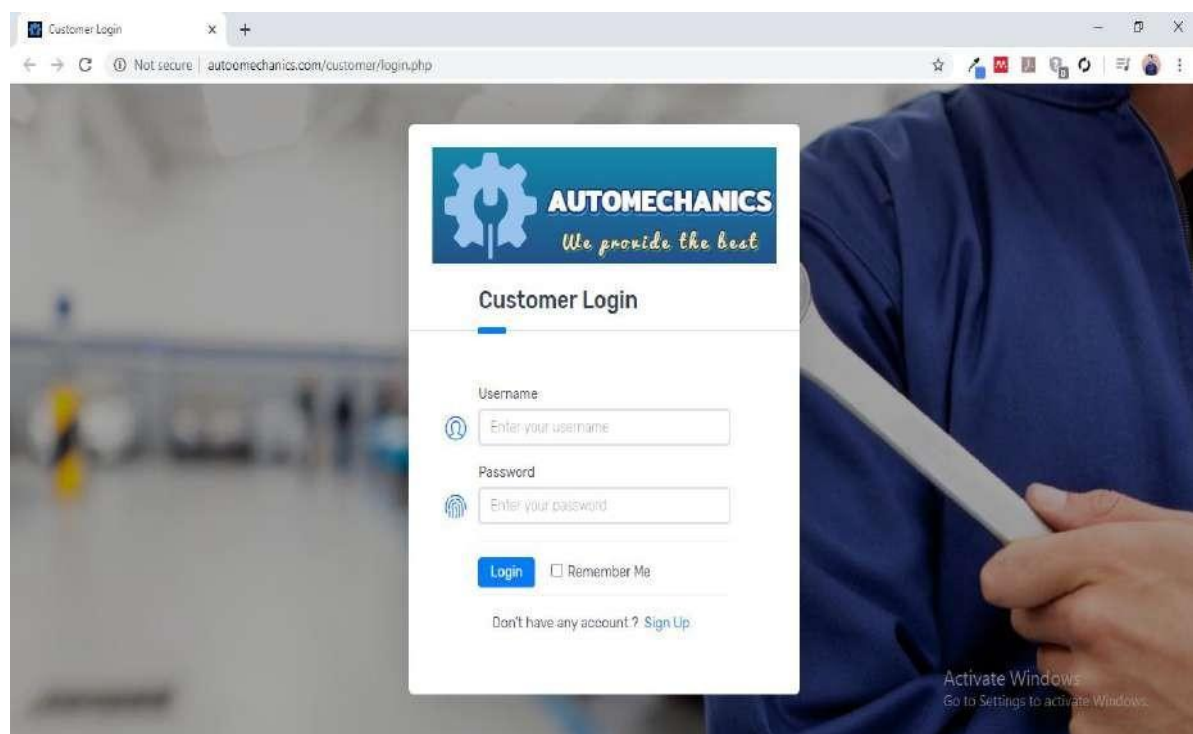 Customer Login
Not secure | autoomechanics.com/customer/login.php
AUTOMECHANICS
We provide the best
Customer Login
Username
Enter your username
Password
Enter your password
Login
Remember Me
Don't have any account ? Sign Up
Activate Windows
Go to Settings to activate Windows.